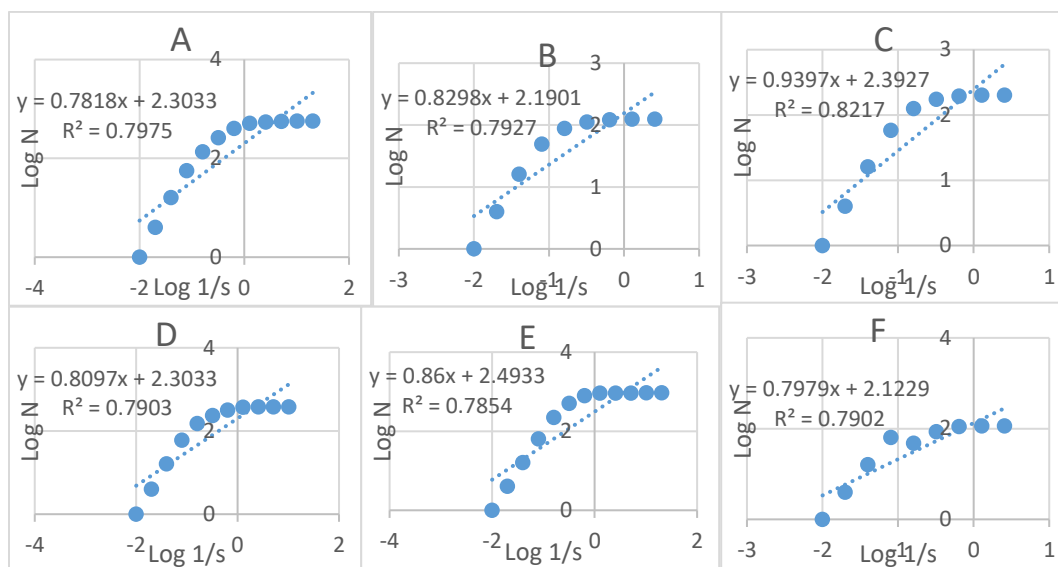 A
4
y = 0.7818x + 2.3033
R² = 0.7975
2
0
-4
-2
0
2
Log N
Log 1/s
B
3
y = 0.8298x + 2.1901
R² = 0.7927
2
1
0
-3
-2
-1
0
1
Log N
Log 1/s
C
3
y = 0.9397x + 2.3927
R² = 0.8217
2
1
0
-3
-2
-1
0
1
Log N
Log 1/s
D
4
y = 0.8097x + 2.3033
R² = 0.7903
2
0
-4
-2
0
2
Log N
Log 1/s
E
4
y = 0.86x + 2.4933
R² = 0.7854
2
0
-4
-2
0
2
Log N
Log 1/s
F
4
y = 0.7979x + 2.1229
R² = 0.7902
2
0
-3
-2
-1
0
1
Log N
Log 1/s